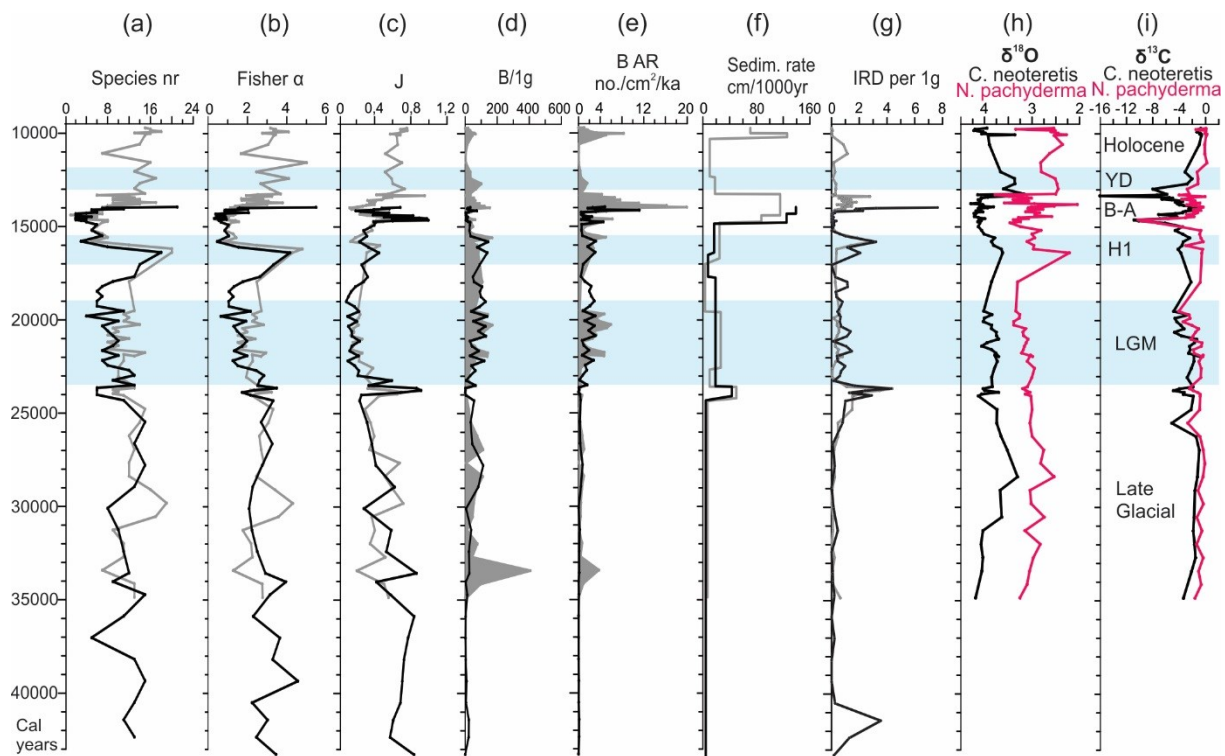 (a) (b) (c) (d) (e) (f) (g) (h) (i)
Species nr Fisher α J B/1g B AR no./cm²/ka Sedim. rate cm/1000yr IRD per 1g
δ¹⁸O δ¹³C
C. neoteretis C. neoteretis
N. pachyderma N. pachyderma
0 8 16 24 0 2 4 6 0 0,4 0.8 1.2 0 200 400 600 0 4 8 12 16 20 0 80 160 0 2 4 6 8 4 3 2 -16 -12 -8 -4 0
10000
Holocene
YD
B-A
15000
H1
20000
LGM
25000
Late
Glacial
30000
35000
40000
Cal
years